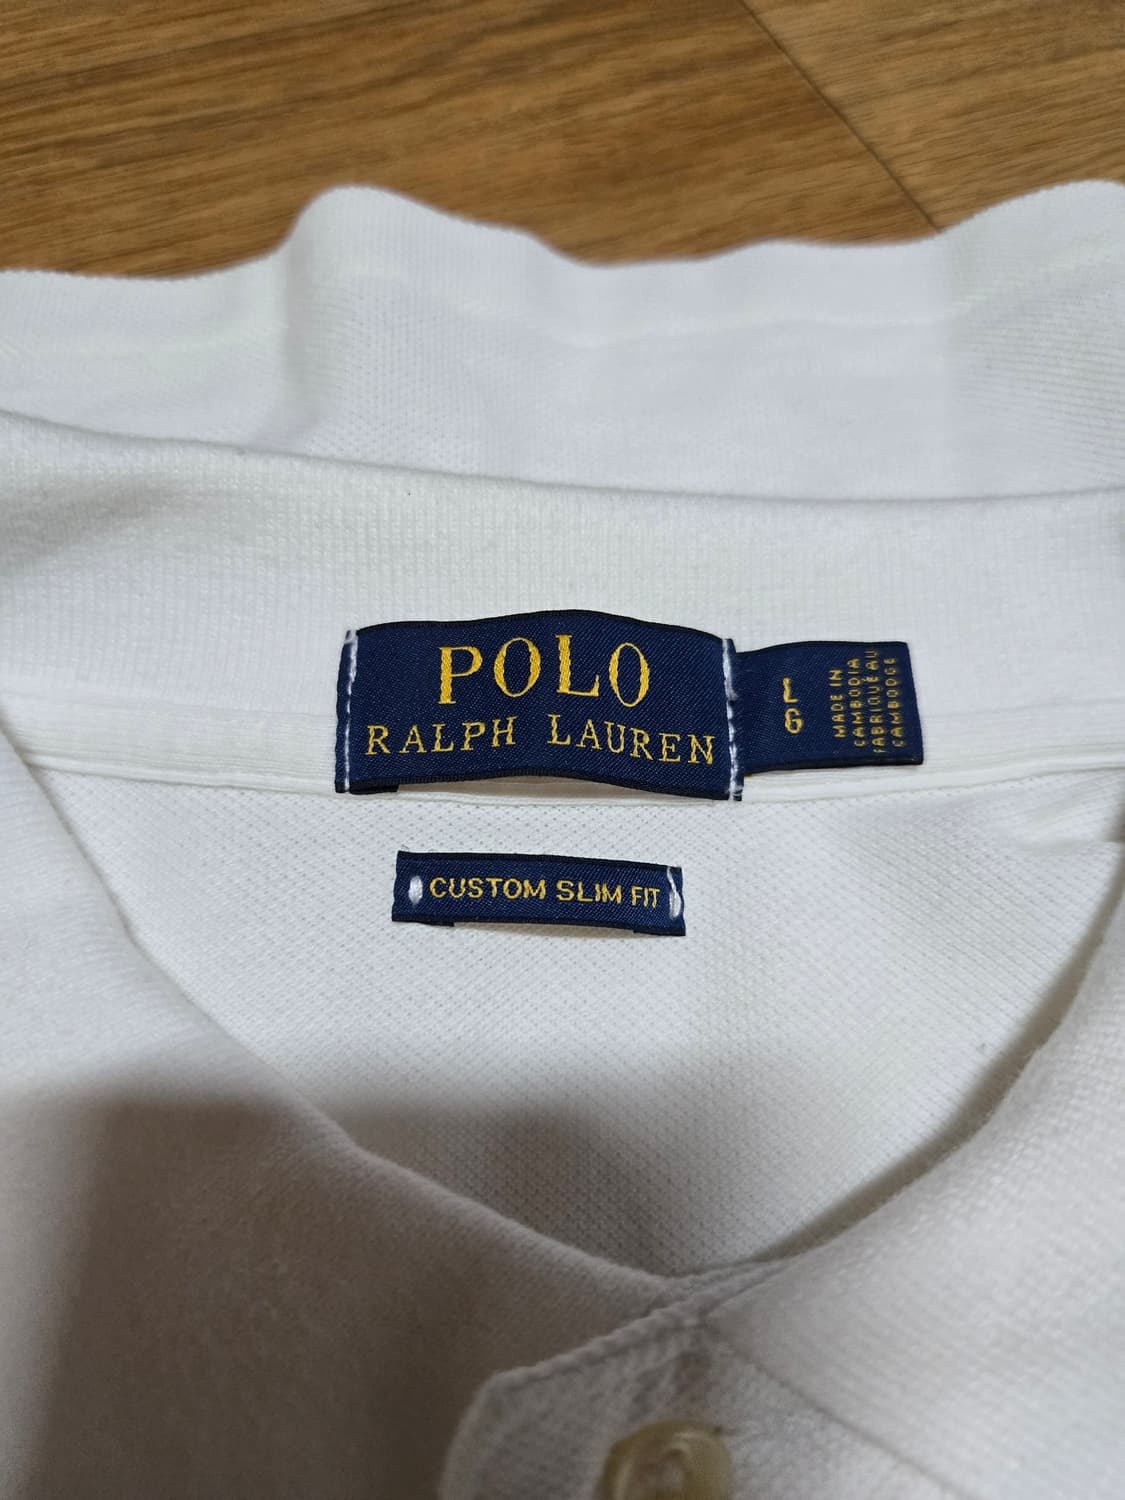 POLO
RALPH LAUREN
L
G
MADE IN
CAMBODIA
FABRIQUÉ AU
CAMBODGE
CUSTOM SLIM FIT